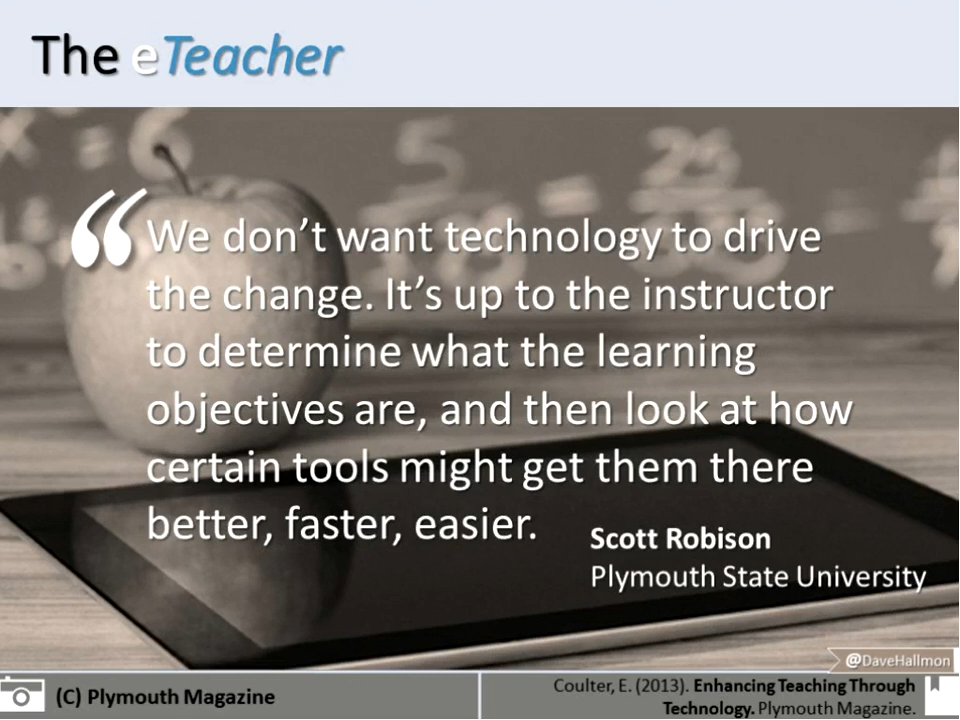 The eTeacher
“We don’t want technology to drive
the change. It’s up to the instructor
to determine what the learning
objectives are, and then look at how
certain tools might get them there
better, faster, easier.
Scott Robison
Plymouth State University
@DaveHallmon
(C) Plymouth Magazine
Coulter, E. (2013). Enhancing Teaching Through
Technology. Plymouth Magazine.